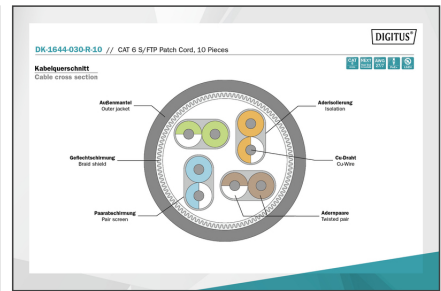 DIGITUS®
DK-1644-030-R-10 // CAT 6 S/FTP Patch Cord, 10 Pieces
Kabelquerschnitt
Cable cross section
Außenmantel
Outer jacket
Aderisolierung
Isolation
Geflechtschirmung
Braid shield
Cu-Draht
Cu-Wire
Paarabschirmung
Pair screen
Adernpaare
Twisted pair